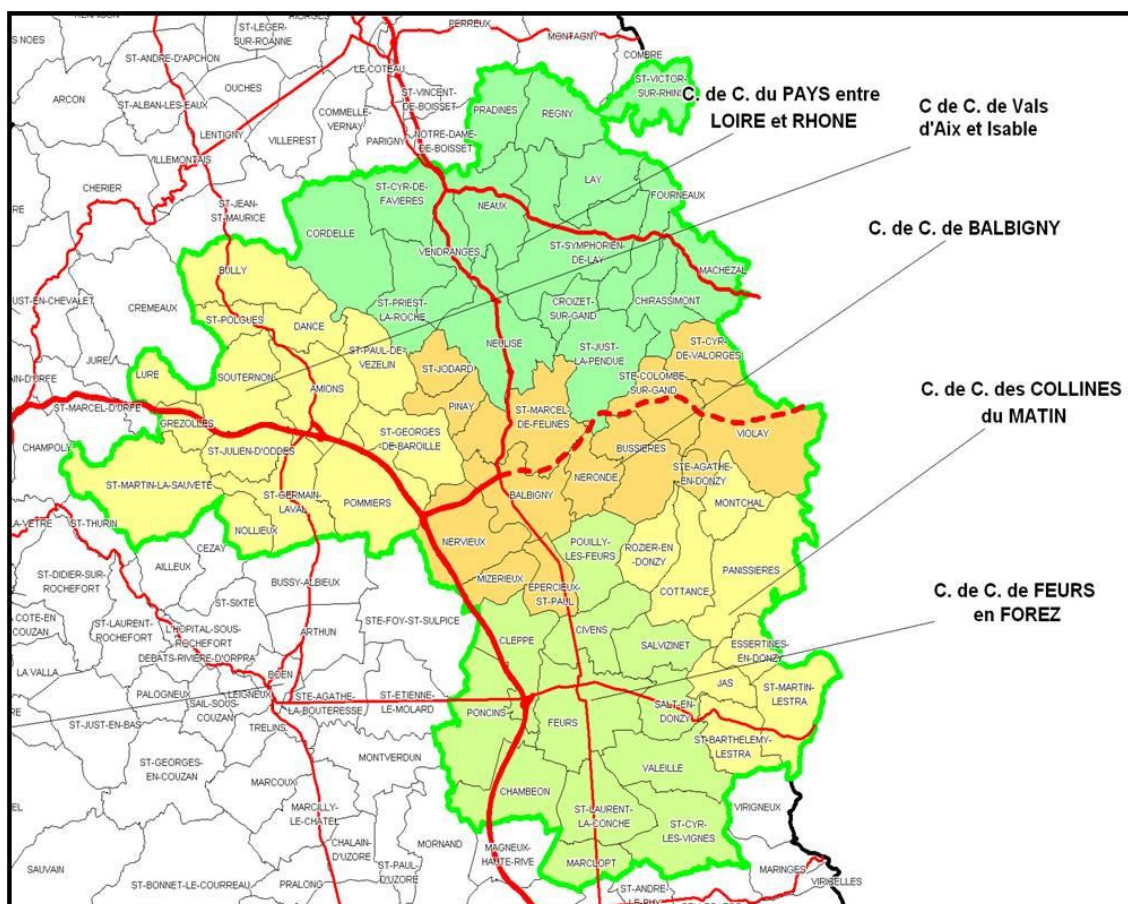 RIORGES
PERREUX
MONTAGNY
COMBRE
ST-LEGER-
SUR-ROANNE
ST-ANDRE-D'APCHON
LE COTEAU
ST-VINCENT-
DE-BOISSET
ST-VICTOR-
SUR-RHINS
OUCHES
ARCON
ST-ALBAN-LES-EAUX
COMMELLE-
VERNAY
PRADINES
REGNY
C. de C. du PAYS entre
LOIRE et RHONE
C de C. de Vals
d'Aix et Isable
LENTIGNY
VILLEREST
PARIGNY
NOTRE-DAME-
DE-BOISSET
VILLEMONTAIS
CHERIER
LAY
FOURNEAUX
ST-CYR-DE-
FAVIERES
NEAUX
ST-JEAN-
ST-MAURICE
CORDELLE
VENDRANGES
ST-SYMPHORIEN-
DE-LAY
C. de C. de BALBIGNY
MACHEZAL
BULLY
CREMEAUX
UST-EN-CHEVALET
ST-PRIEST-
LA-ROCHE
CROIZET-
SUR-GAND
CHIRASSIMONT
ST-POLGUES
DANCE
NEULISE
ST-JUST-
LA-PENDUE
ST-CYR-
DE-VALORGES
JURE
ST-PAUL-DE-
VEZELIN
ST-JODARD
STE-COLOMBE-
SUR-GAND
LURE
SOUTERNON
AMIONS
PINAY
ST-MARCEL-
DE-FELINES
C. de C. des COLLINES
du MATIN
ST-MARCEL-D'URFE
GREZOLLES
ST-GEORGES-
DE-BAROILLE
VIOLAY
CHAMPOLY
ST-JULIEN-D'ODDES
BUSSIERES
NERONDE
STE-AGATHE-
EN-DONZY
ST-MARTIN-LA-SAUVETE
ST-GERMAIN-
LAVAL
POMMIERS
BALBIGNY
MONTCHAL
ST-THURIN
NOLLIEUX
NERVIEUX
POUILLY-
LES-FEURS
ROZIER-EN-
DONZY
PANISSIERES
CEZAY
AILLEUX
ST-DIDIER-SUR-
ROCHEFORT
BUSSY-ALBIEUX
MIZERIEUX
EPERCIEUX-
ST-PAUL
COTTANCE
C. de C. de FEURS
en FOREZ
ST-SIXTE
STE-FOY-ST-SULPICE
CLEPPE
CIVENS
SALVIZINET
ESSERTINES-
EN-DONZY
ST-LAURENT-
ROCHEFORT
L'HOPITAL-SOUS-
ROCHEFORT
ARTHUN
DEBATS-RIVIERE-D'ORPRA
LA VALLA
BOEN
JAS
ST-MARTIN-
LESTRA
PALOGNEUX
LEIGNEUX
SAIL-SOUS-
COUZAN
STE-AGATHE-
LA-BOUTERESSE
ST-ETIENNE-
LE-MOLARD
PONCINS
FEURS
SALT-EN-
DONZY
ST-JUST-EN-BAS
TRELINS
ST-BARTHELEMY-
LESTRA
ST-GEORGES-
EN-COUZAN
MONTVERDUN
VALEILLE
MARCOUX
CHAMBEON
MARCILLY-
LE-CHATEL
ST-LAURENT-
LA-CONCHE
ST-CYR-
LES-VIGNES
VIRIGNEUX
CHALAIN-
D'UZORE
MORNAND
MAGNEUX-
HAUTE-RIVE
SAUVAIN
ST-PAUL-
D'UZORE
MARCLOPT
MARINGES
ST-BONNET-LE-COURREAU
PRALONG
ST-ANDRE-
LE-PUY
VIRICELLES